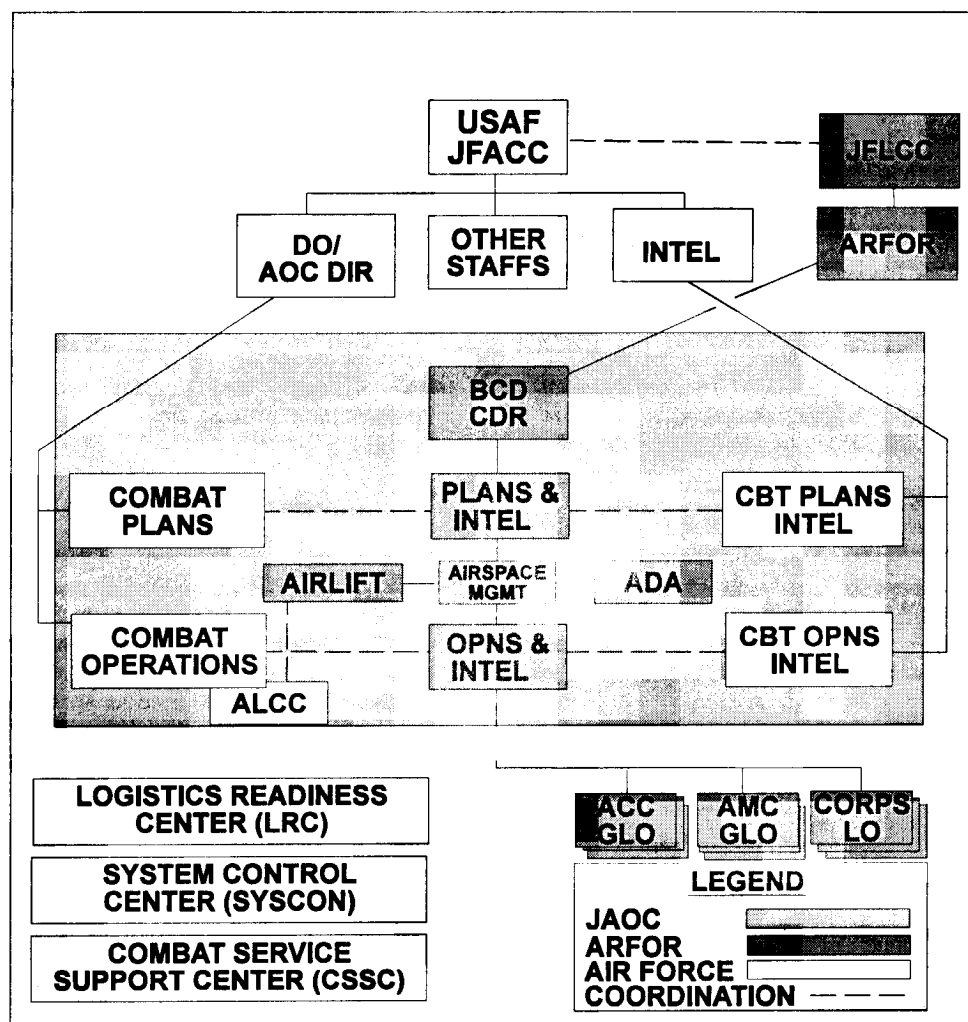 USAF
JFACC
JFLCC
DO/
AOC DIR
OTHER
STAFFS
INTEL
ARFOR
BCD
CDR
COMBAT
PLANS
PLANS &
INTEL
CBT PLANS
INTEL
AIRLIFT
AIRSPACE
MGMT
ADA
COMBAT
OPERATIONS
OPNS &
INTEL
CBT OPNS
INTEL
ALCC
LOGISTICS READINESS
CENTER (LRC)
SYSTEM CONTROL
CENTER (SYSCON)
COMBAT SERVICE
SUPPORT CENTER (CSSC)
ACC
GLO
AMC
GLO
CORPS
LO
LEGEND
JAOC
ARFOR
AIR FORCE
COORDINATION